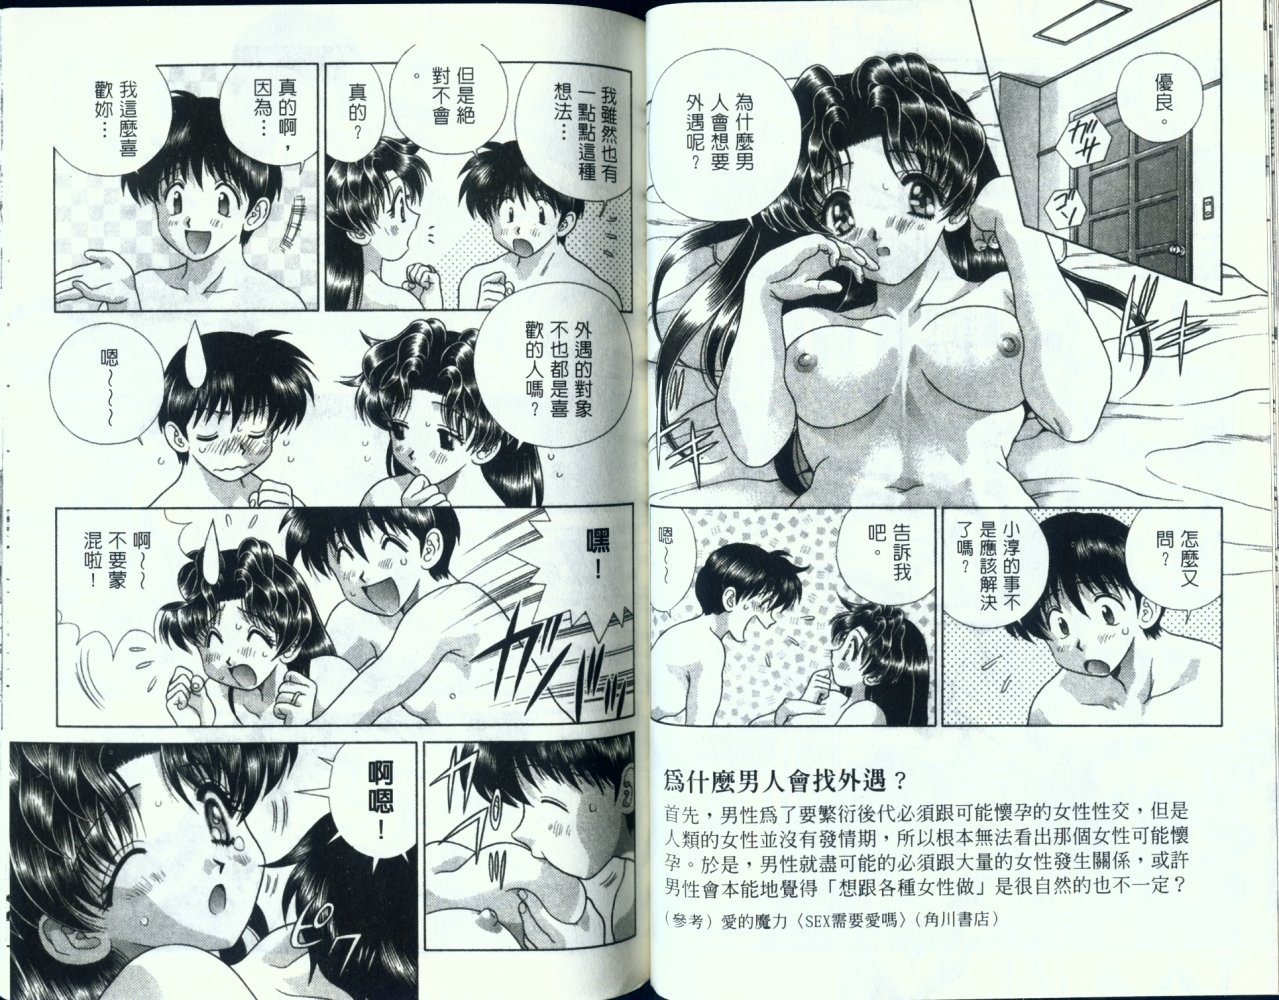 優良。
ガサ
ゴソ
為什麼男
人會想要
外遇呢？
怎麼又
問？
小淳的事不
是應該解決
了嗎？
告訴我
吧。
嗯～
為什麼男人會找外遇？
首先，男性為了要繁衍後代必須跟可能懷孕的女性性交，但是
人類的女性並沒有發情期，所以根本無法看出那個女性可能懷
孕。於是，男性就盡可能的必須跟大量的女性發生關係，或許
男性會本能地覺得「想跟各種女性做」是很自然的也不一定？
（參考）愛的魔力〈SEX需要愛嗎〉（角川書店）
我雖然也有
一點點這種
想法…
但是絕
對不會
。
真的？
真的啊，
因為…
我這麼喜
歡妳…
外遇的對象
不也都是喜
歡的人嗎？
嗯～～～～
嘿！
ガバッ
啊～～
不要蒙
混啦！
啊嗯！
ピクッ